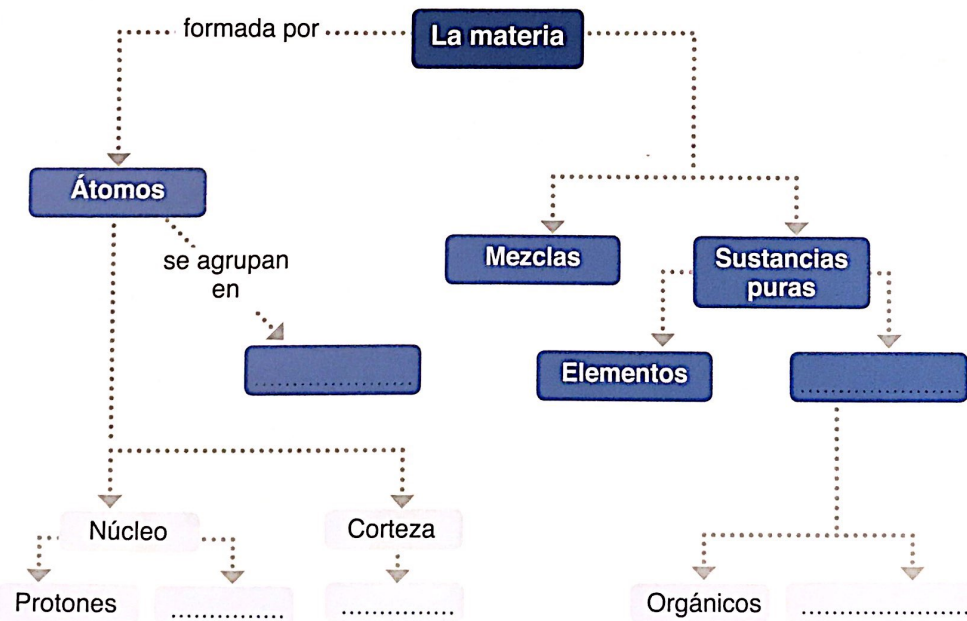 formada por
La materia
Átomos
se agrupan
en
Mezclas
Sustancias
puras
.....................
Elementos
.....................
Núcleo
Corteza
Protones
...............
...............
Orgánicos
.....................